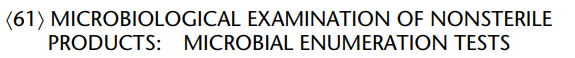 〈61〉 MICROBIOLOGICAL EXAMINATION OF NONSTERILE
PRODUCTS: MICROBIAL ENUMERATION TESTS